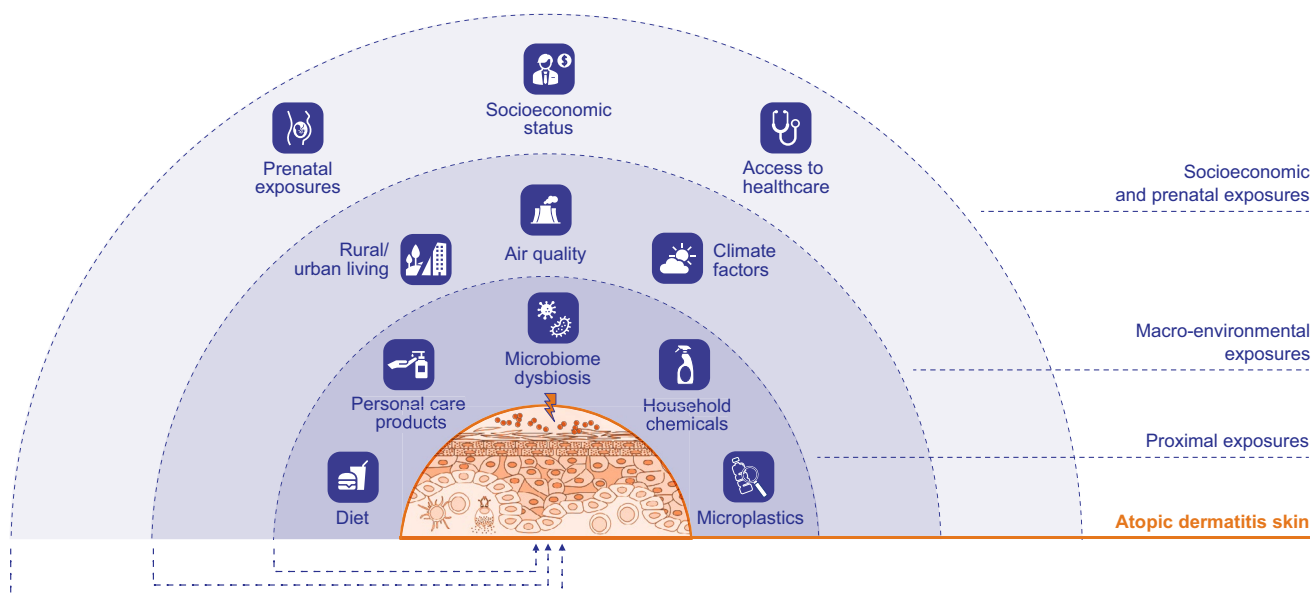 Socioeconomic
status
Prenatal
exposures
Access to
healthcare
Socioeconomic
and prenatal exposures
Rural/
urban living
Air quality
Climate
factors
Macro-environmental
exposures
Microbiome
dysbiosis
Personal care
products
Household
chemicals
Proximal exposures
Diet
Microplastics
Atopic dermatitis skin